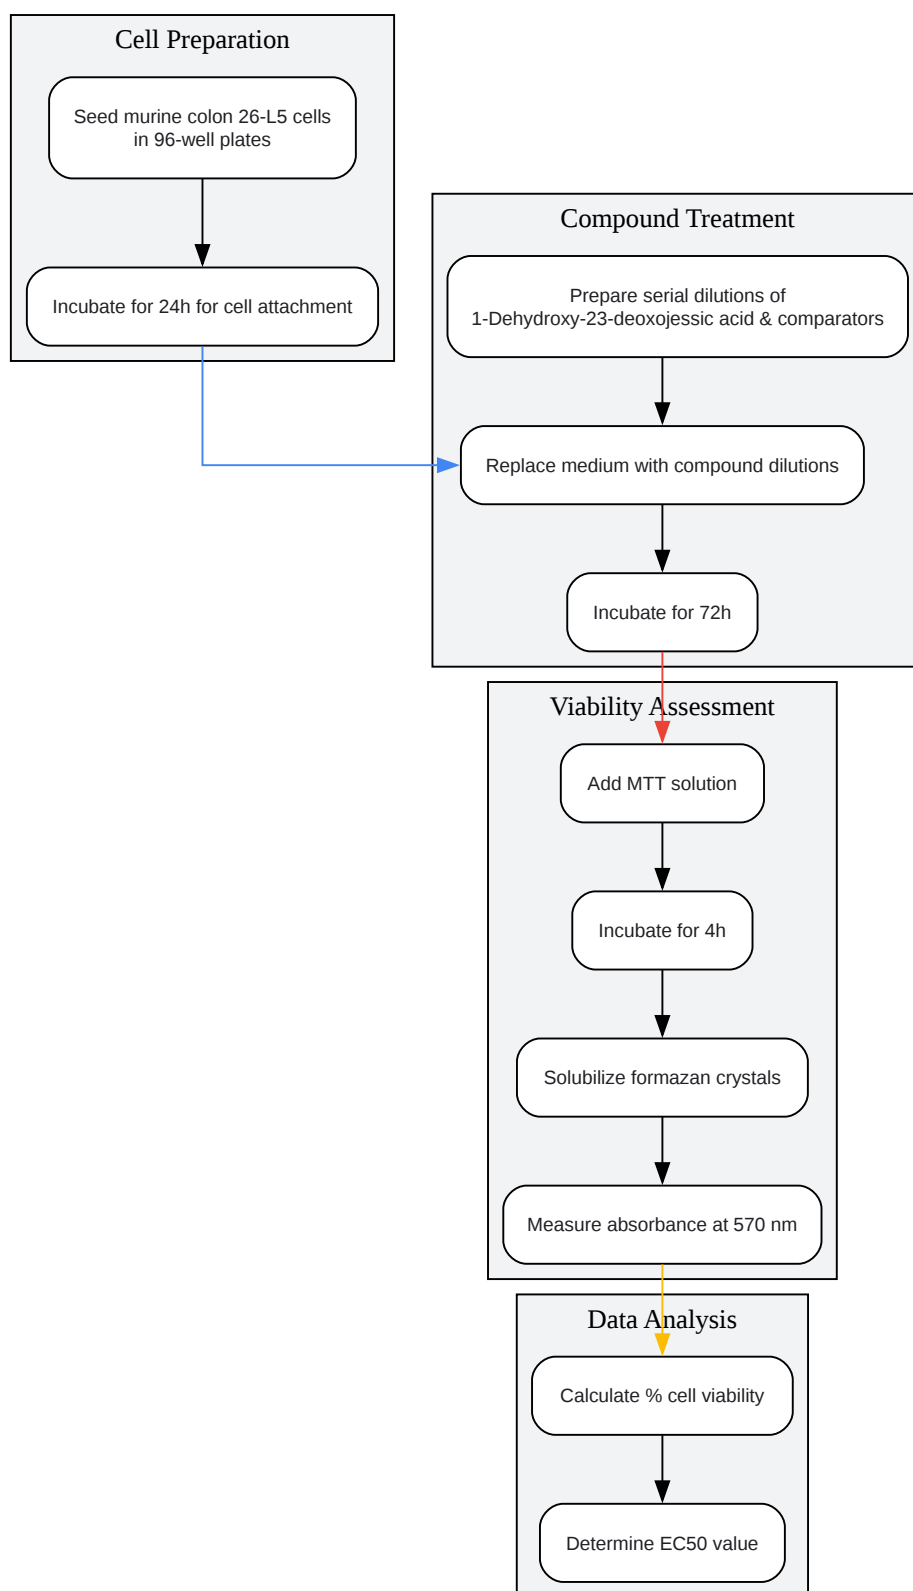 Cell Preparation
Seed murine colon 26-L5 cells
in 96-well plates
Incubate for 24h for cell attachment
Compound Treatment
Prepare serial dilutions of
1-Dehydroxy-23-deoxojessic acid & comparators
Replace medium with compound dilutions
Incubate for 72h
Viability Assessment
Add MTT solution
Incubate for 4h
Solubilize formazan crystals
Measure absorbance at 570 nm
Data Analysis
Calculate % cell viability
Determine EC50 value